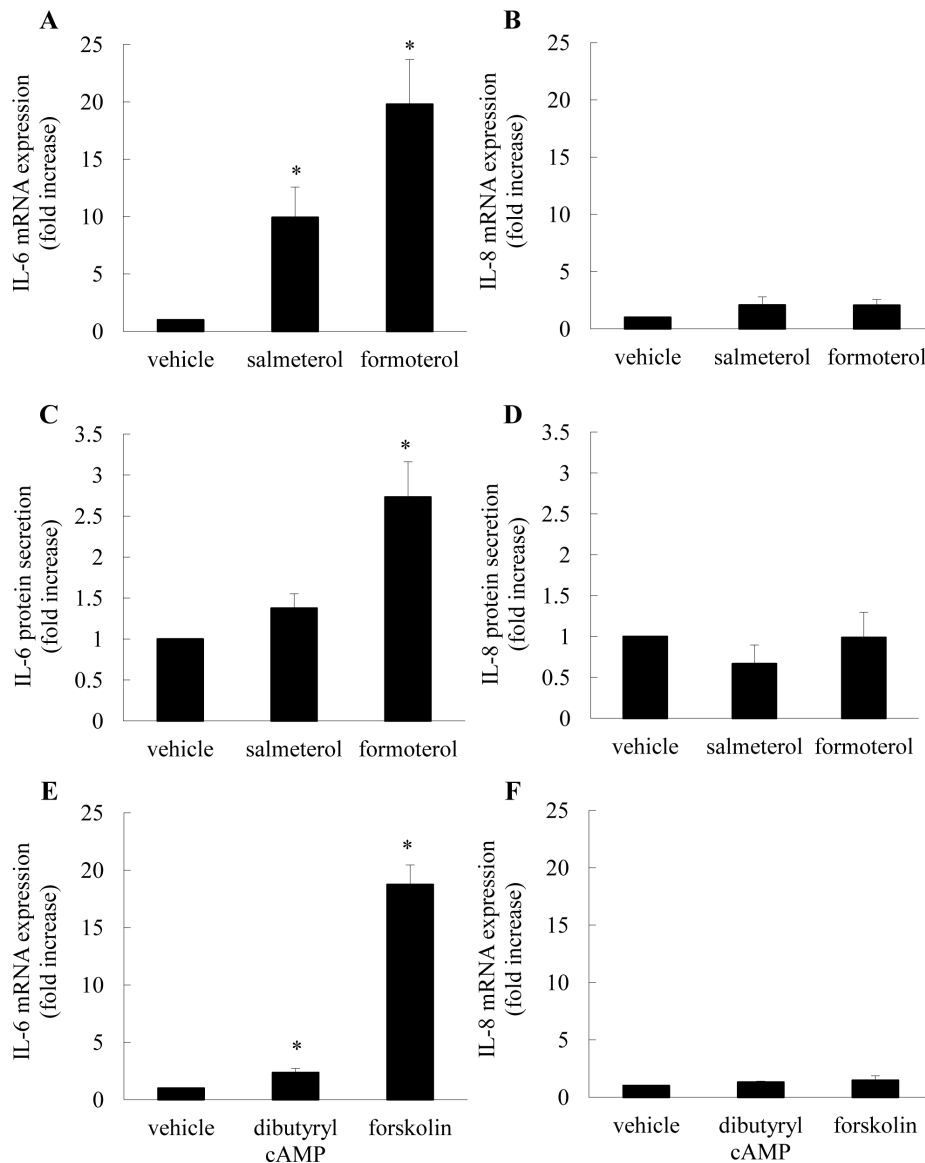 A
IL-6 mRNA expression
(fold increase)
25
20
15
10
5
0
*
*
vehicle salmeterol formoterol
B
IL-8 mRNA expression
(fold increase)
25
20
15
10
5
0
vehicle salmeterol formoterol
C
IL-6 protein secretion
(fold increase)
3.5
3
2.5
2
1.5
1
0.5
0
*
vehicle salmeterol formoterol
D
IL-8 protein secretion
(fold increase)
3.5
3
2.5
2
1.5
1
0.5
0
vehicle salmeterol formoterol
E
IL-6 mRNA expression
(fold increase)
25
20
15
10
5
0
*
*
vehicle dibutyryl forskolin
cAMP
F
IL-8 mRNA expression
(fold increase)
25
20
15
10
5
0
vehicle dibutyryl forskolin
cAMP